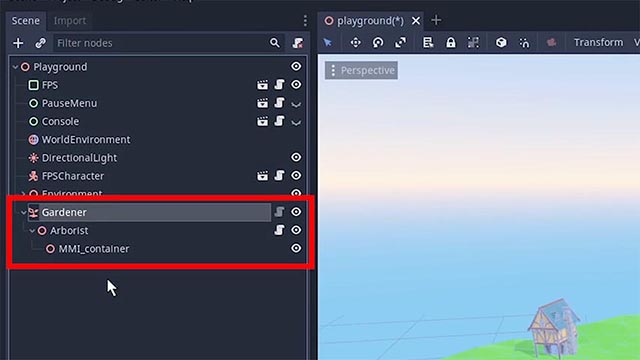 Scene Import
playground(*)
Filter nodes
Transform
Playground
Perspective
FPS
PauseMenu
Console
WorldEnvironment
DirectionalLight
FPSCharacter
Environment
Gardener
Arborist
MMI_container